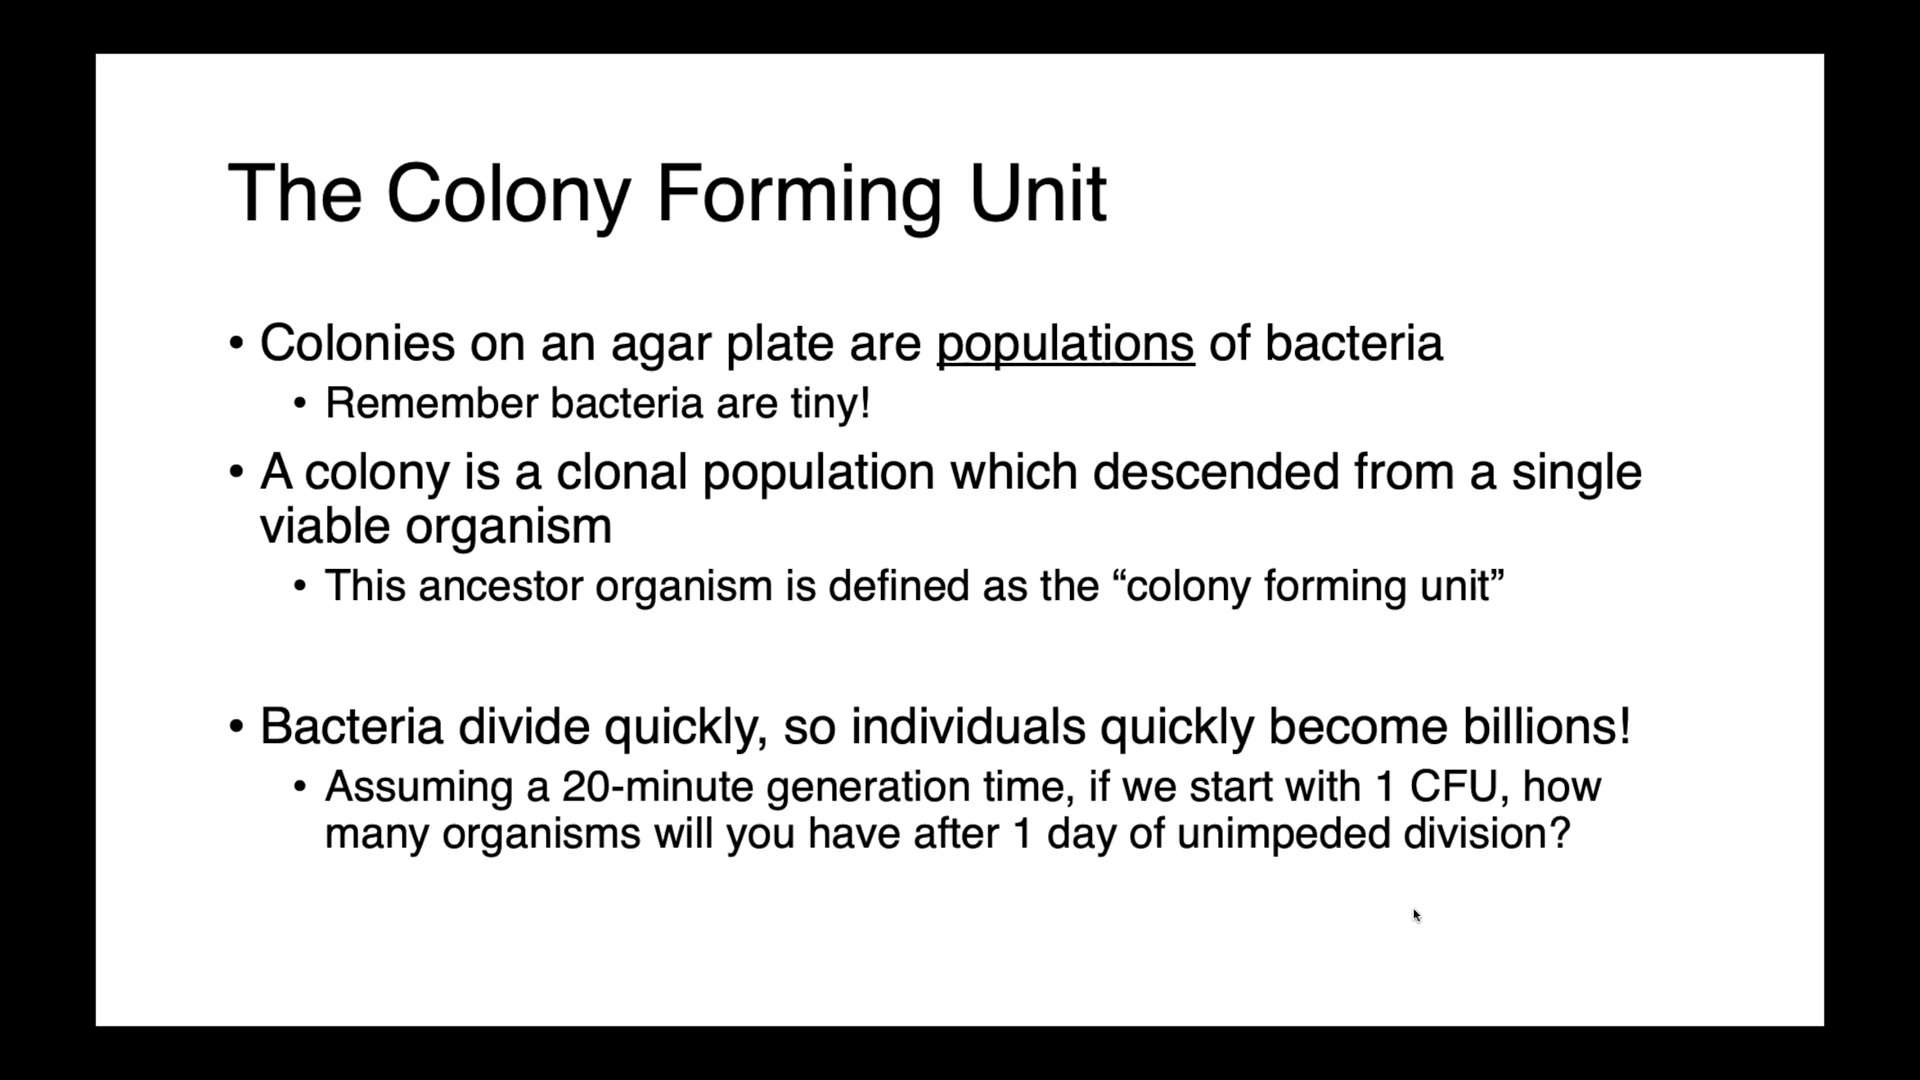 The Colony Forming Unit
• Colonies on an agar plate are populations of bacteria
• Remember bacteria are tiny!
• A colony is a clonal population which descended from a single
viable organism
• This ancestor organism is defined as the “colony forming unit”
• Bacteria divide quickly, so individuals quickly become billions!
• Assuming a 20-minute generation time, if we start with 1 CFU, how
many organisms will you have after 1 day of unimpeded division?